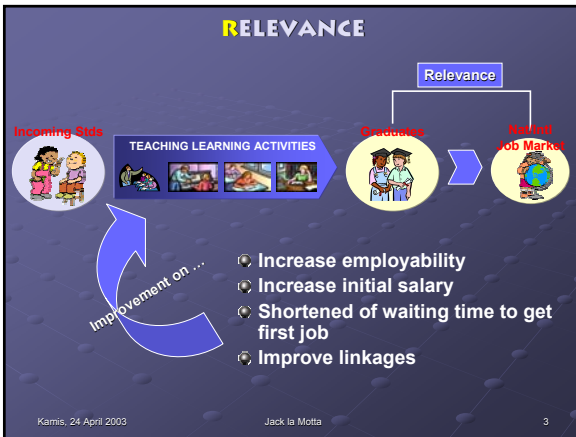 RELEVANCE
Relevance
Incoming Stds
TEACHING LEARNING ACTIVITIES
Graduates
Nat/Intl
Job Market
Improvement on ...
Increase employability
Increase initial salary
Shortened of waiting time to get
first job
Improve linkages
Kamis, 24 April 2003
Jack la Motta
3